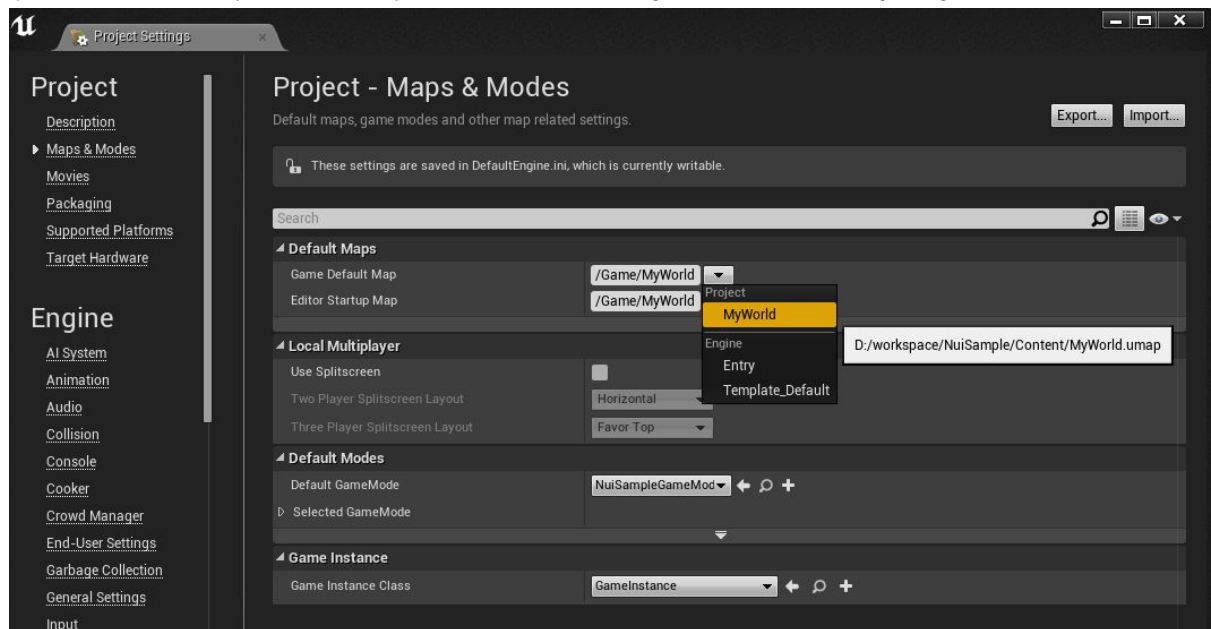 Project Settings
Project
Description
Maps & Modes
Movies
Packaging
Supported Platforms
Target Hardware
Engine
AI System
Animation
Audio
Collision
Console
Cooker
Crowd Manager
End-User Settings
Garbage Collection
General Settings
Input
Project - Maps & Modes
Default maps, game modes and other map related settings.
Export... Import...
These settings are saved in DefaultEngine.ini, which is currently writable.
Search
Default Maps
Game Default Map /Game/MyWorld
Editor Startup Map /Game/MyWorld
Project
MyWorld
Engine
Entry
Template_Default
D:/workspace/NuiSample/Content/MyWorld.umap
Local Multiplayer
Use Splitscreen
Two Player Splitscreen Layout Horizontal
Three Player Splitscreen Layout Favor Top
Default Modes
Default GameMode NuiSampleGameMod
Selected GameMode
Game Instance
Game Instance Class GameInstance